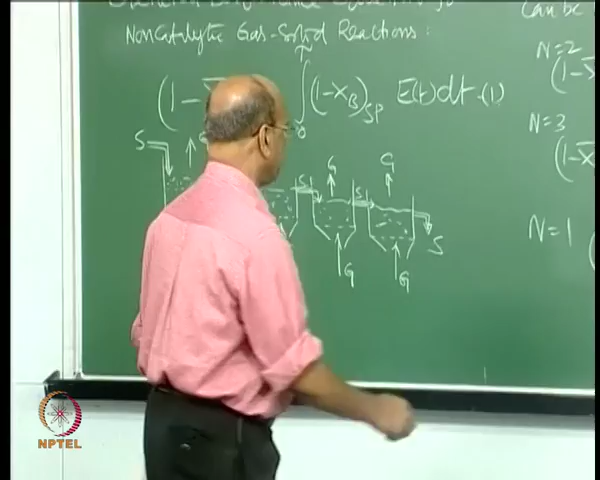 NonCatalytic Gas-Solid Reactions :
Can be
(1-X
∫ (1-X_B)_SP E(t)dt -(1)
τ
0
N=2
(1-X
N=3
(1-X
N=1
S
G
S
G
S
G
S
G
G
NPTEL